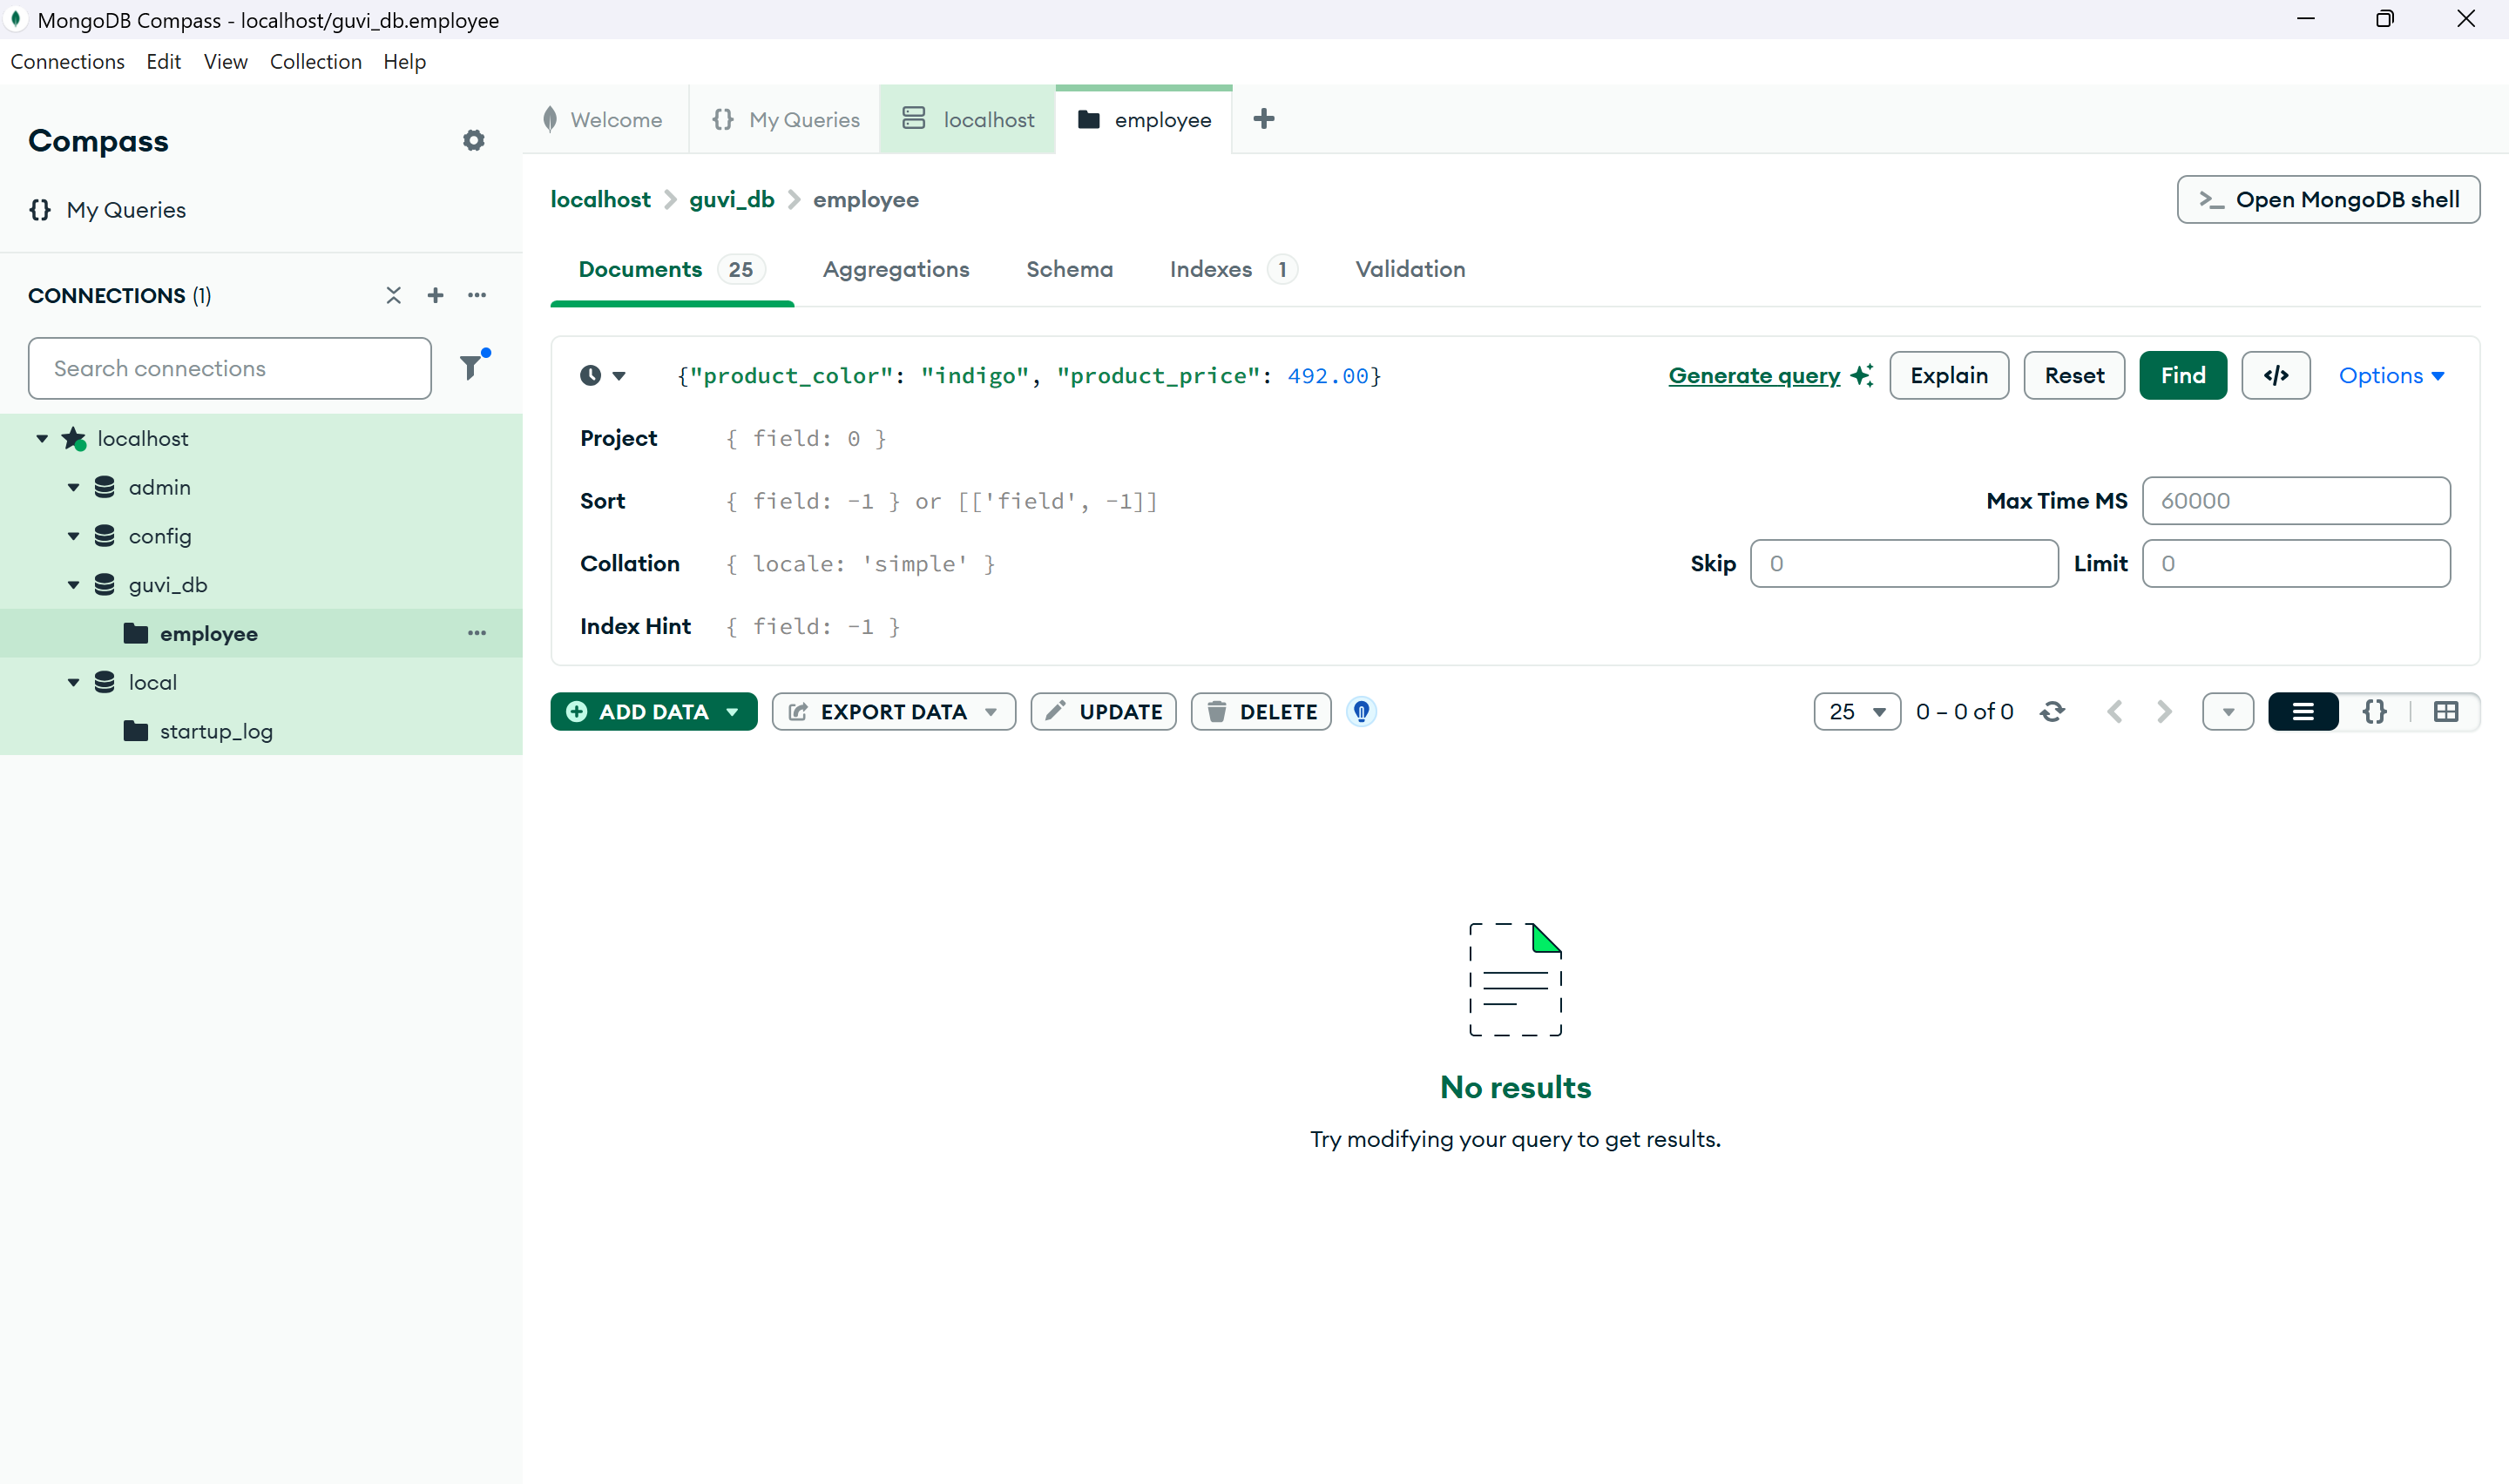 MongoDB Compass - localhost/guvi_db.employee
Connections Edit View Collection Help
Compass
My Queries
CONNECTIONS (1)
Search connections
localhost
admin
config
guvi_db
employee
local
startup_log
Welcome
My Queries
localhost
employee
localhost > guvi_db > employee
>_ Open MongoDB shell
Documents 25 Aggregations Schema Indexes 1 Validation
{"product_color": "indigo", "product_price": 492.00}
Generate query Explain Reset Find </> Options
Project { field: 0 }
Sort { field: -1 } or [['field', -1]]
Max Time MS 60000
Collation { locale: 'simple' }
Skip 0 Limit 0
Index Hint { field: -1 }
ADD DATA EXPORT DATA UPDATE DELETE
25 0 – 0 of 0 {}
No results
Try modifying your query to get results.